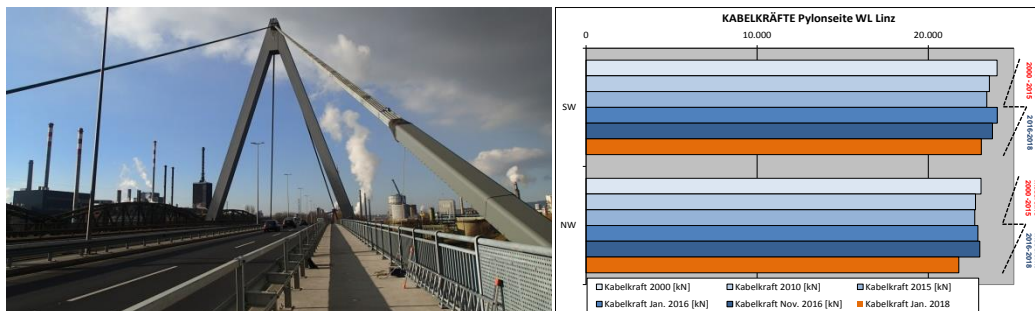 KABELKRÄFTE Pylonseite WL Linz
0 10.000 20.000
SW
2000 -2015
2016-2018
NW
2000 -2015
2016-2018
Kabelkraft 2000 [kN] Kabelkraft 2010 [kN] Kabelkraft 2015 [kN]
Kabelkraft Jan. 2016 [kN] Kabelkraft Nov. 2016 [kN] Kabelkraft Jan. 2018